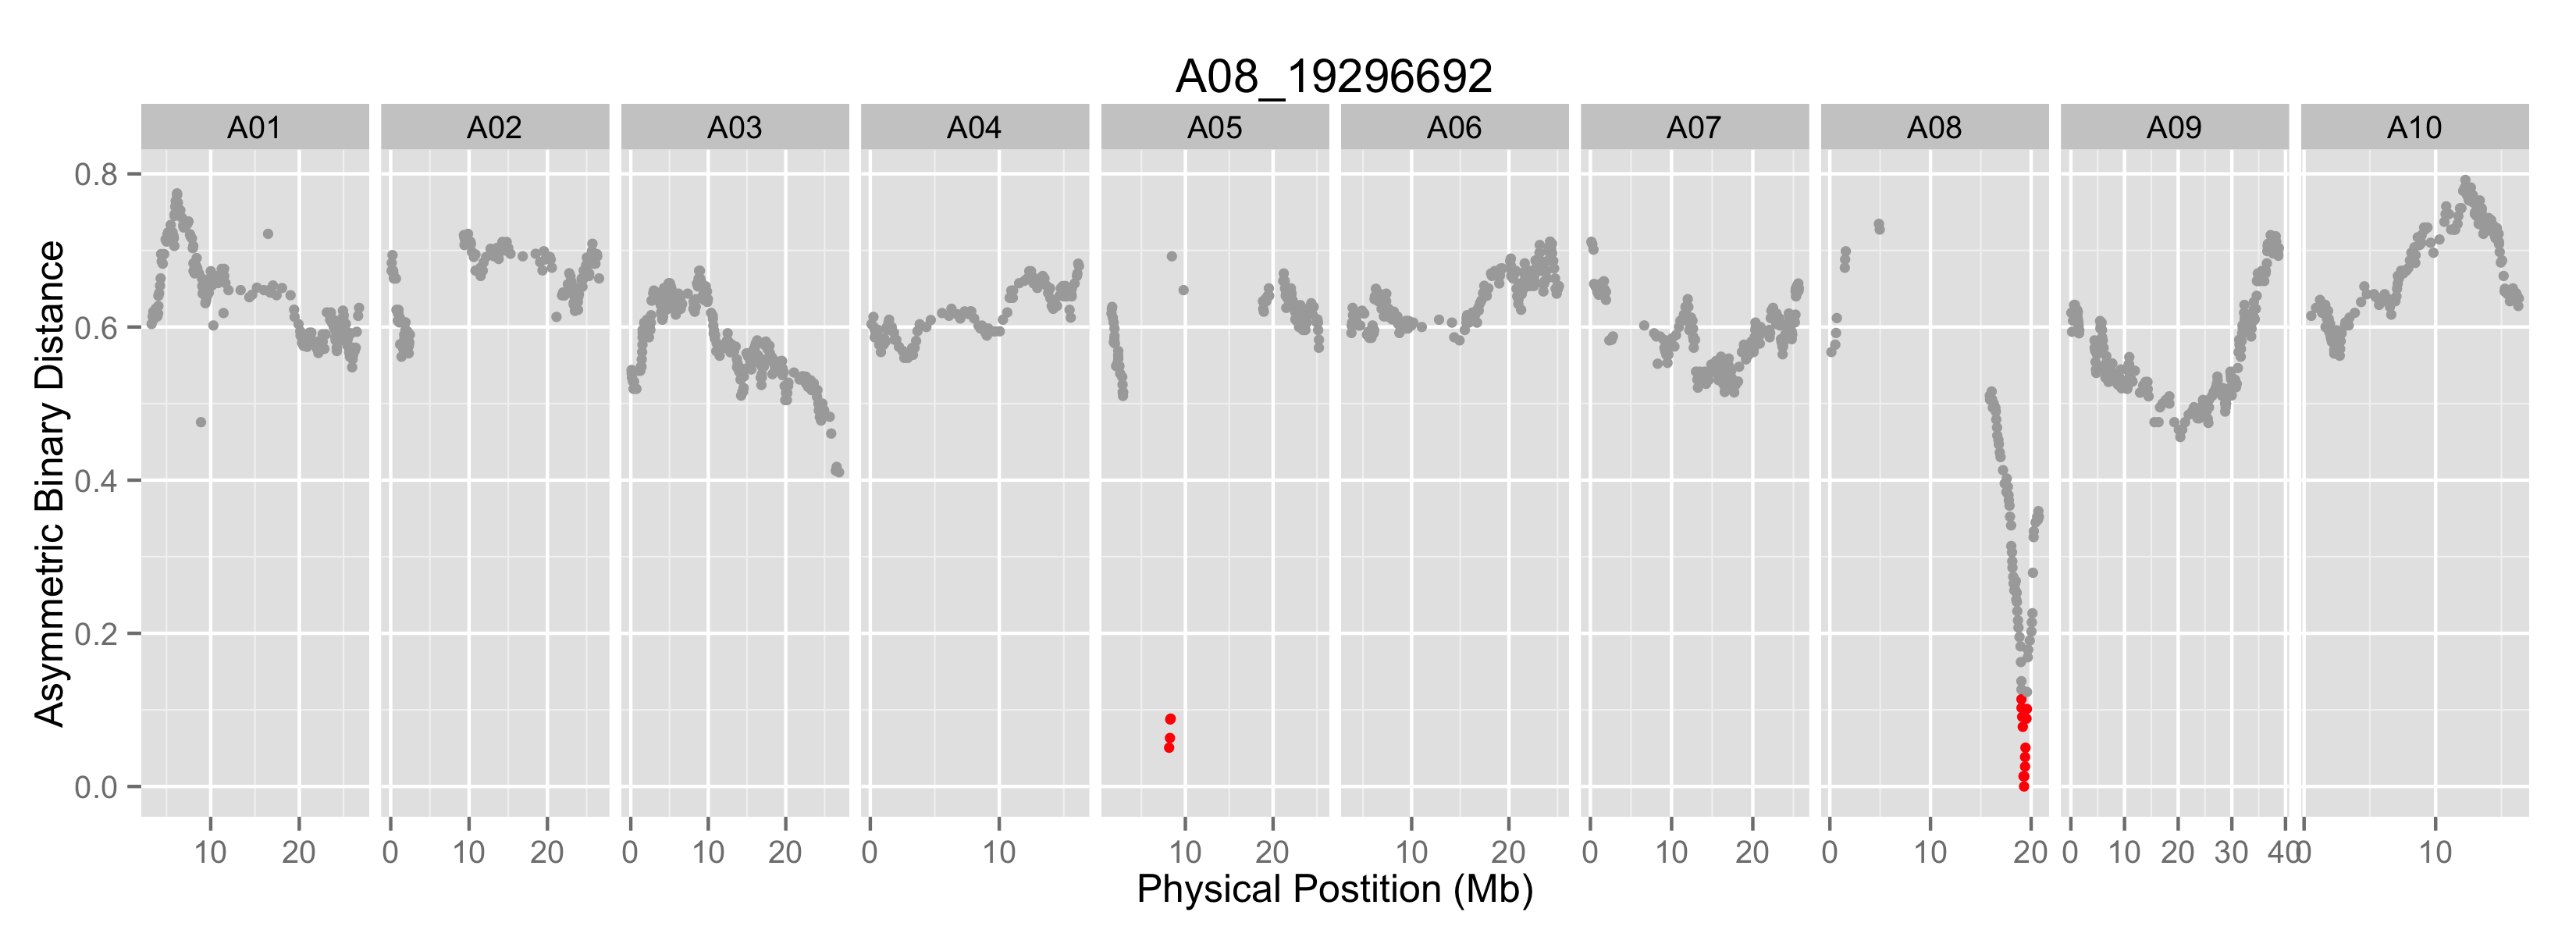 A08_19296692
A01 A02 A03 A04 A05 A06 A07 A08 A09 A10
Asymmetric Binary Distance
0.8
0.6
0.4
0.2
0.0
10 20 0 10 20 0 10 20 0 10 10 20 10 20 0 10 20 0 10 20 0 10 20 30 40 0 10
Physical Postition (Mb)